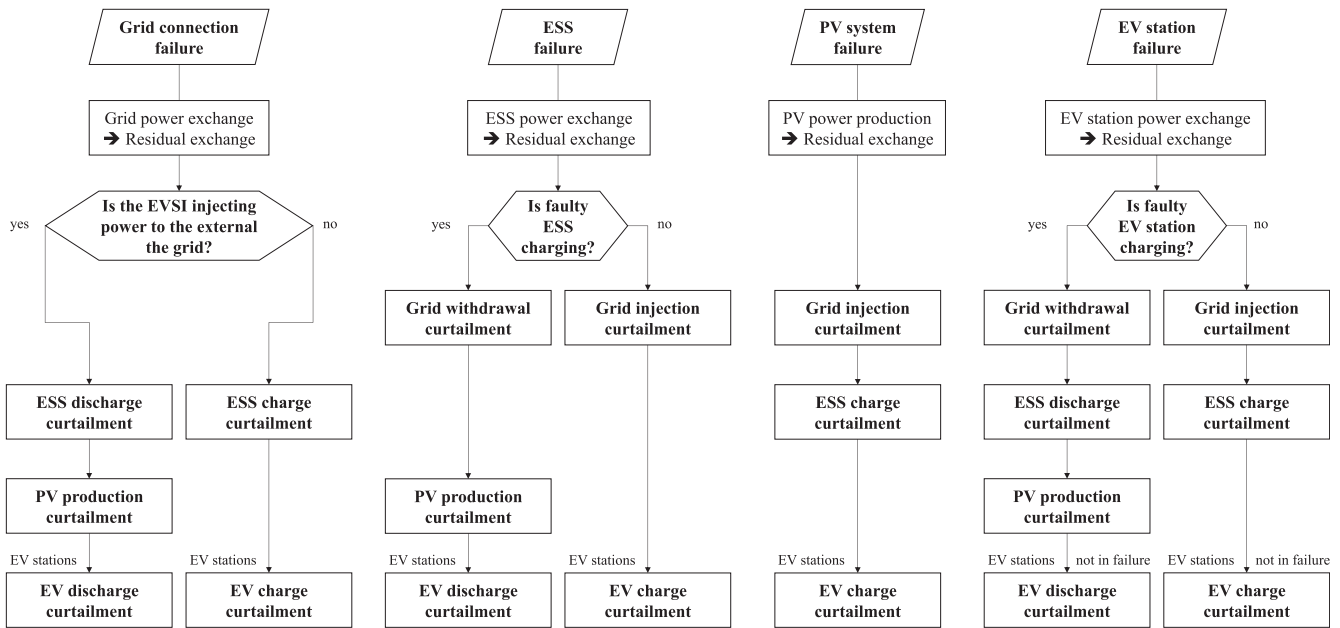 Grid connection
failure
Grid power exchange
➔ Residual exchange
Is the EVSI injecting
power to the external
the grid?
yes
no
ESS discharge
curtailment
PV production
curtailment
EV stations
EV discharge
curtailment
ESS charge
curtailment
EV stations
EV charge
curtailment
ESS
failure
ESS power exchange
➔ Residual exchange
Is faulty
ESS
charging?
yes
no
Grid withdrawal
curtailment
PV production
curtailment
EV stations
EV discharge
curtailment
Grid injection
curtailment
EV stations
EV charge
curtailment
PV system
failure
PV power production
➔ Residual exchange
Grid injection
curtailment
ESS charge
curtailment
EV stations
EV charge
curtailment
EV station
failure
EV station power exchange
➔ Residual exchange
Is faulty
EV station
charging?
yes
no
Grid withdrawal
curtailment
ESS discharge
curtailment
PV production
curtailment
EV stations not in failure
EV discharge
curtailment
Grid injection
curtailment
ESS charge
curtailment
EV stations not in failure
EV charge
curtailment